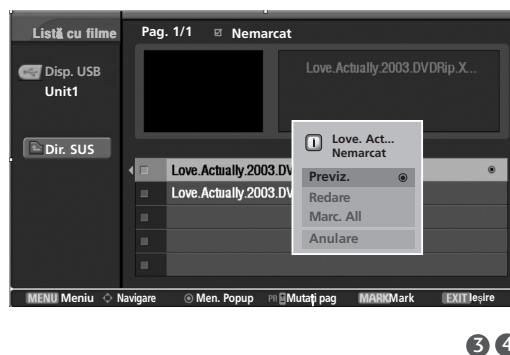 Listă cu filme
Pag. 1/1 Nemarcat
Love.Actually.2003.DVDRip.X...
Disp. USB
Unit1
Dir. SUS
Love. Act...
Nemarcat
Love.Actually.2003.DV
Love.Actually.2003.DV
Previz.
Redare
Marc. All
Anulare
MENU Meniu Navigare Men. Popup PR Mutaţi pag MARK Mark EXIT Ieşire
3 4